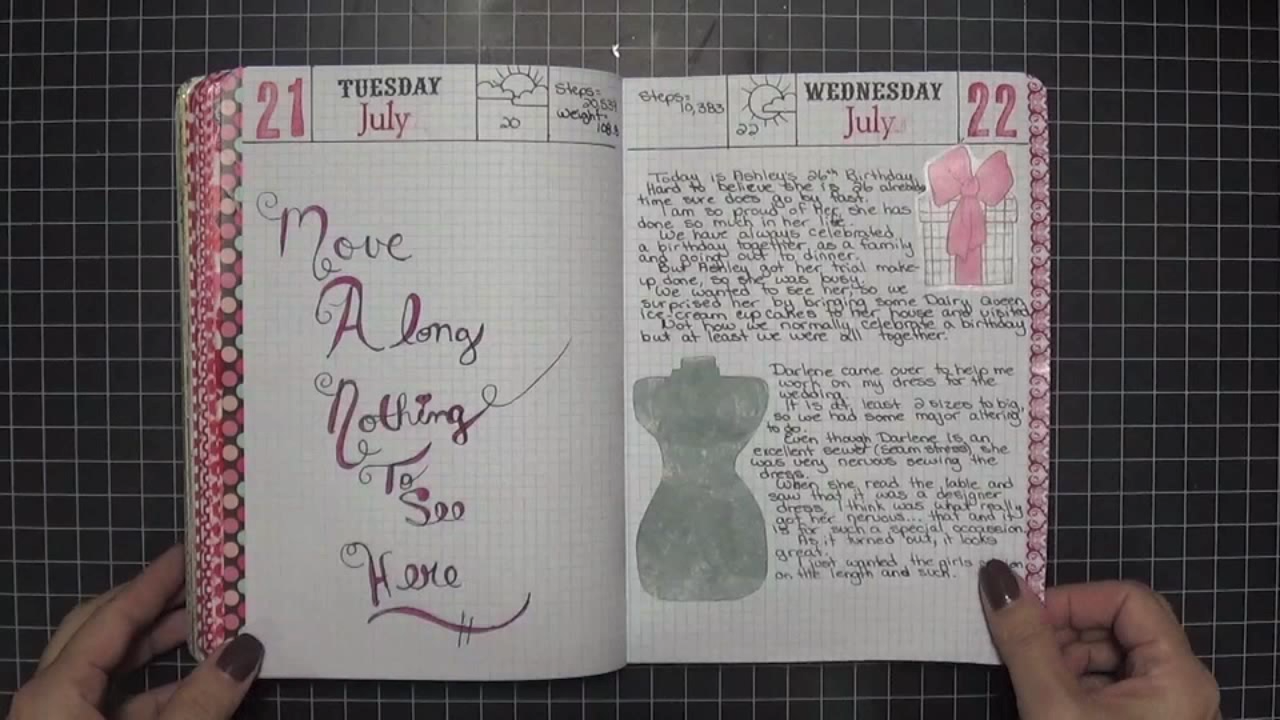 21
TUESDAY
July
20
Steps=
20,539
Weight=
108.8
Move
Along
Nothing
To
See
Here
Steps=
10,383
22
WEDNESDAY
July
22
Today is Ashley's 26th Birthday.
Hard to believe she is 26 already
time sure does go by fast.
I am so proud of her, she has
done so much in her life.
We have always celebrated
a birthday together, as a family
and going out to dinner.
But Ashley got her trial make-
up done, so she was busy.
We wanted to see her, so we
surprised her by bringing some Dairy Queen
ice-cream cupcakes to her house and visited.
Not how we normally celebrate a birthday
but at least we were all together.
Darlene came over to help me
work on my dress for the
wedding.
It is at least 2 sizes to big,
so we had some major altering
to do.
Even though Darlene is an
excellent sewer (seamstress), she
was very nervous sewing the
dress.
When she read the lable and
saw that it was a designer
dress, I think was what really
got her nervous... that and it
is for such a special occassion.
As it turned out, it looks
great.
I just wanted the girls
on the length and such.